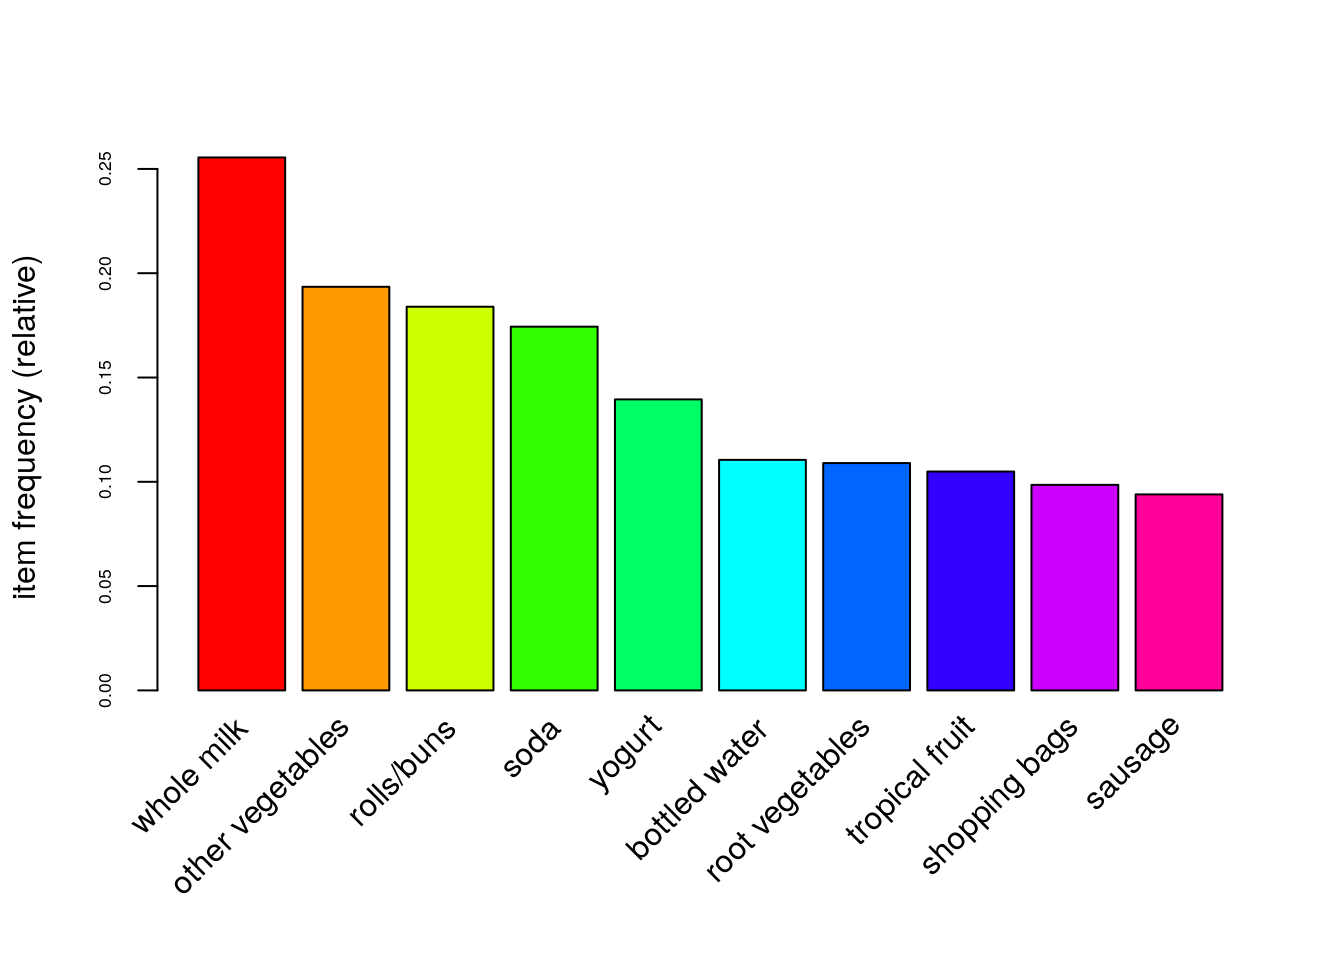 item frequency (relative)
0.25
0.20
0.15
0.10
0.05
0.00
whole milk
other vegetables
rolls/buns
soda
yogurt
bottled water
root vegetables
tropical fruit
shopping bags
sausage